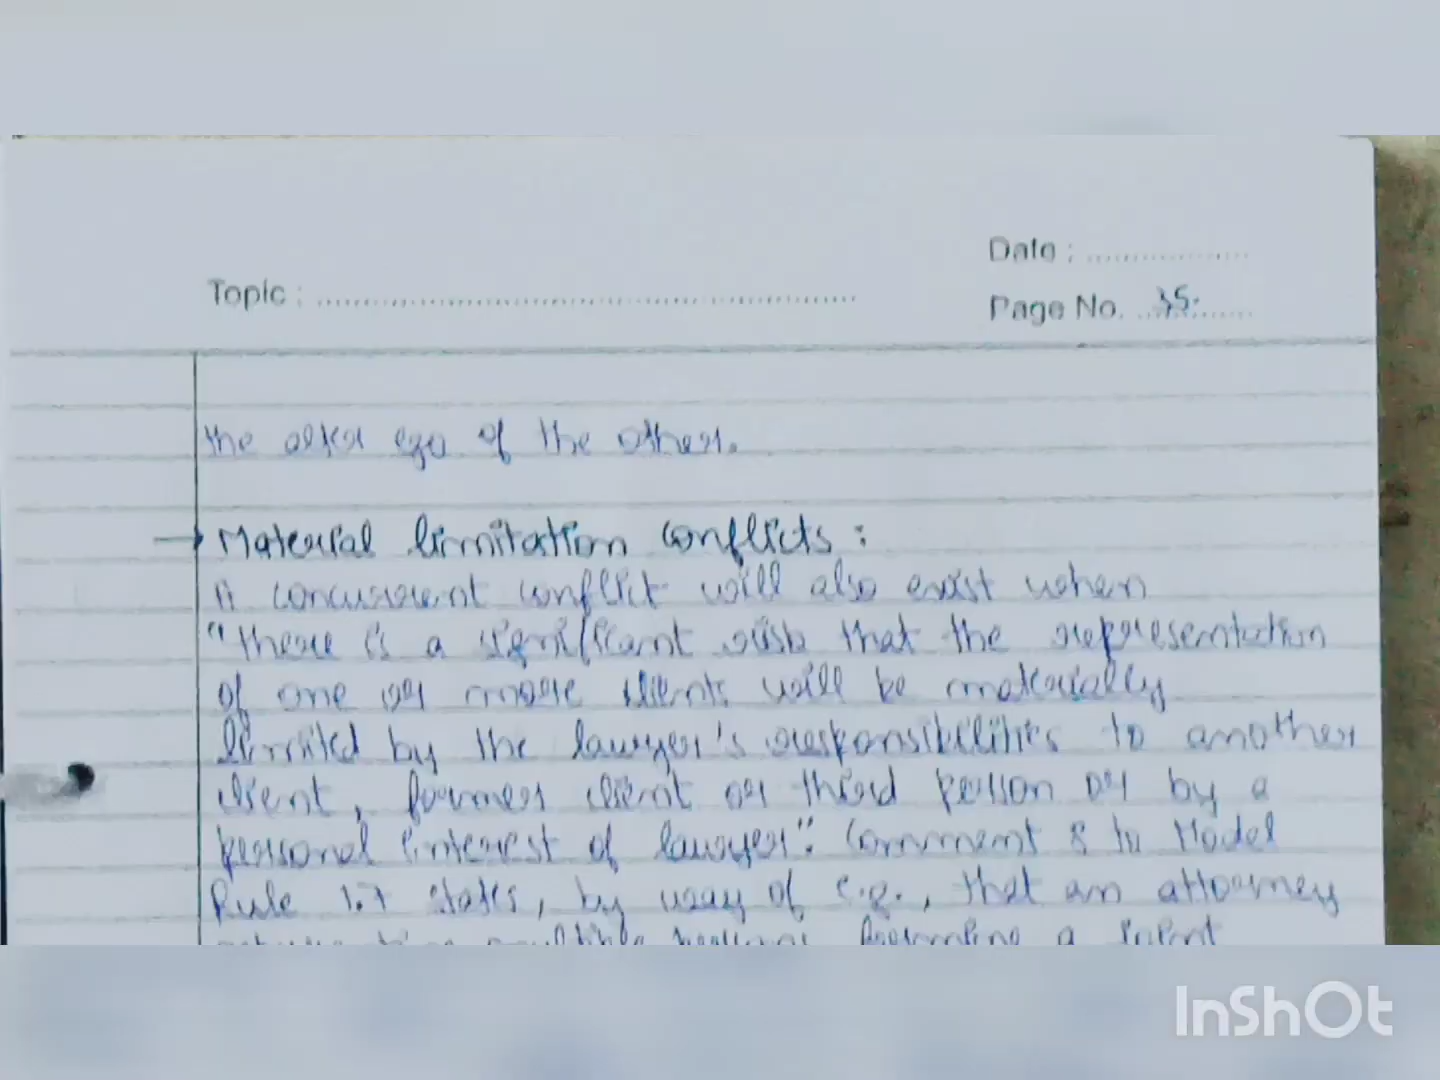 Date :
Topic :
Page No. 35.
the alter ego of the other.
→ Material limitation conflicts :
A concurrent conflict will also exist when
"there is a significant risk that the representation
of one or more clients will be materially
limited by the lawyer's responsibilities to another
client, former client or third person or by a
personal interest of lawyer". Comment 8 to Model
Rule 1.7 states, by way of e.g., that an attorney
a
InShOt